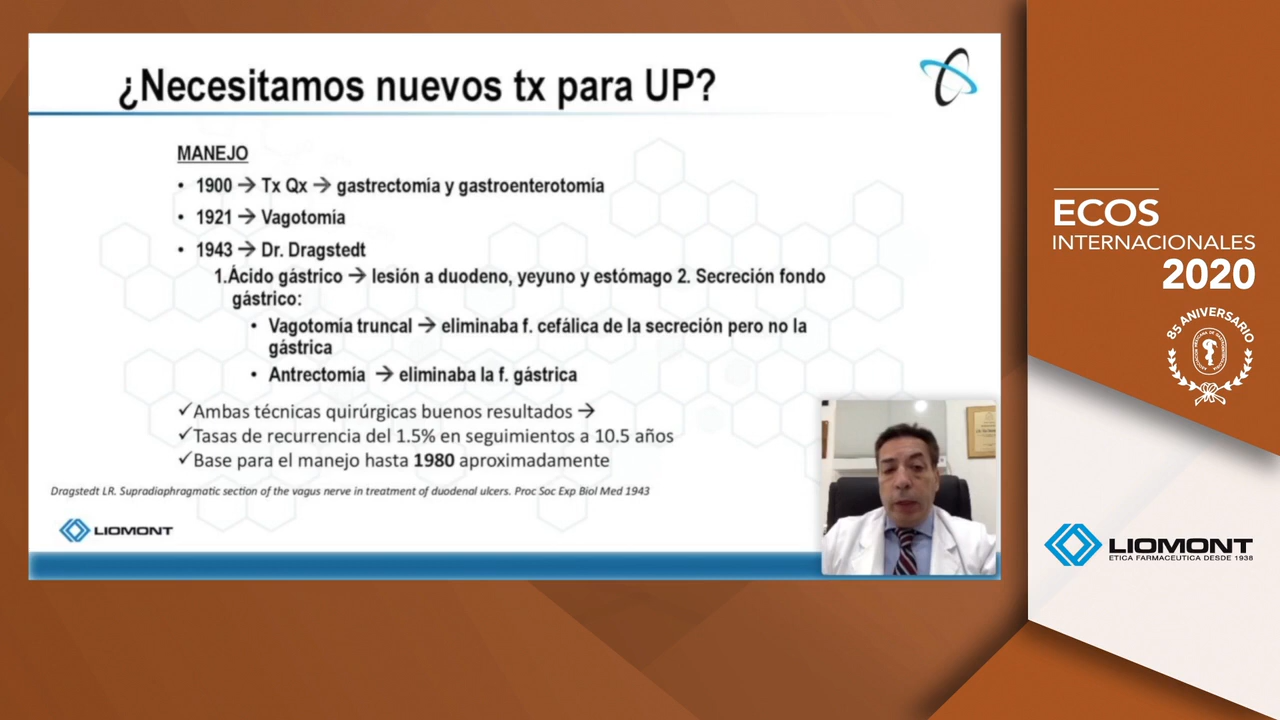 ¿Necesitamos nuevos tx para UP?
MANEJO
• 1900 → Tx Qx → gastrectomía y gastroenterotomía
• 1921 → Vagotomía
• 1943 → Dr. Dragstedt
1.Ácido gástrico → lesión a duodeno, yeyuno y estómago 2. Secreción fondo
gástrico:
• Vagotomía truncal → eliminaba f. cefálica de la secreción pero no la
gástrica
• Antrectomía → eliminaba la f. gástrica
✓Ambas técnicas quirúrgicas buenos resultados →
✓Tasas de recurrencia del 1.5% en seguimientos a 10.5 años
✓Base para el manejo hasta 1980 aproximadamente
Dragstedt LR. Supradiaphragmatic section of the vagus nerve in treatment of duodenal ulcers. Proc Soc Exp Biol Med 1943
LIOMONT
ECOS
INTERNACIONALES
2020
85 ANIVERSARIO
LIOMONT
ETICA FARMACEUTICA DESDE 1938